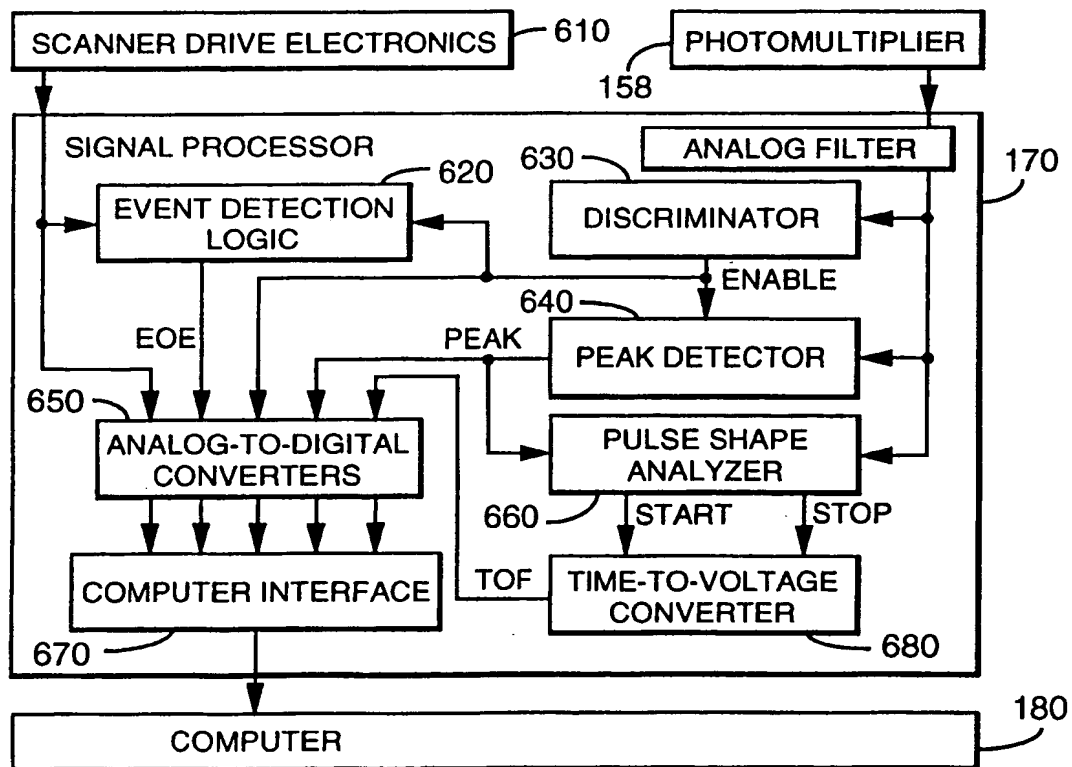 SCANNER DRIVE ELECTRONICS
610
PHOTOMULTIPLIER
158
SIGNAL PROCESSOR
ANALOG FILTER
170
620
630
EVENT DETECTION
LOGIC
DISCRIMINATOR
ENABLE
640
EOE
PEAK
PEAK DETECTOR
650
ANALOG-TO-DIGITAL
CONVERTERS
PULSE SHAPE
ANALYZER
660
START
STOP
COMPUTER INTERFACE
TOF
TIME-TO-VOLTAGE
CONVERTER
670
680
COMPUTER
180